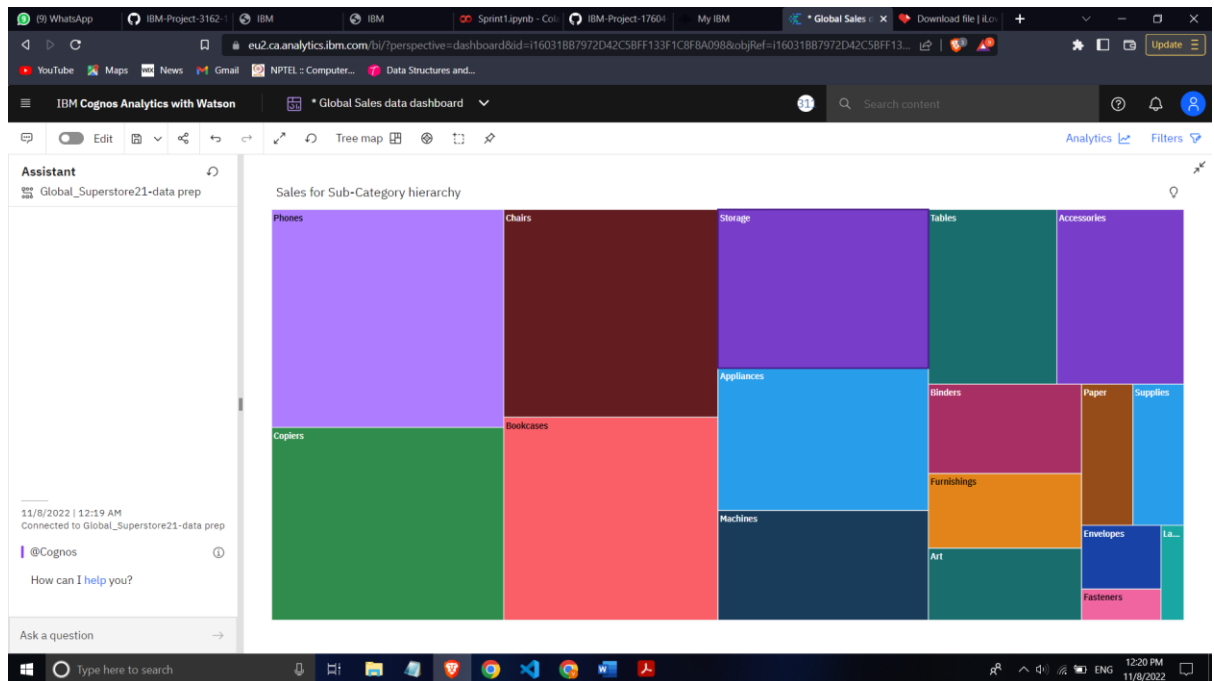 (9) WhatsApp
IBM-Project-3162-1
IBM
IBM
Sprint1.ipynb - Col
IBM-Project-17604
My IBM
* Global Sales d
Download file | iLov
eu2.ca.analytics.ibm.com/bi/?perspective=dashboard&id=i16031BB7972D42C5BFF133F1C8F8A098&objRef=i16031BB7972D42C5BFF13...
Update
YouTube
Maps
News
Gmail
NPTEL :: Computer...
Data Structures and...
IBM Cognos Analytics with Watson
* Global Sales data dashboard
31
Search content
Edit
Tree map
Analytics
Filters
Assistant
Global_Superstore21-data prep
Sales for Sub-Category hierarchy
Phones
Chairs
Storage
Tables
Accessories
Appliances
Binders
Paper
Supplies
Bookcases
Copiers
Furnishings
Machines
Envelopes
La...
Art
Fasteners
11/8/2022 | 12:19 AM
Connected to Global_Superstore21-data prep
@Cognos
How can I help you?
Ask a question
Type here to search
ENG
12:20 PM
11/8/2022